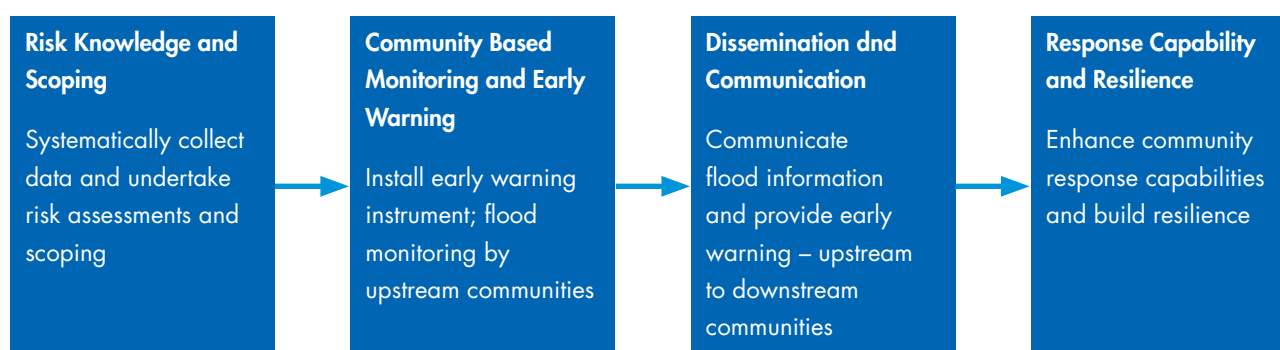 Risk Knowledge and
Scoping
Systematically collect
data and undertake
risk assessments and
scoping
Community Based
Monitoring and Early
Warning
Install early warning
instrument; flood
monitoring by
upstream communities
Dissemination dnd
Communication
Communicate
flood information
and provide early
warning – upstream
to downstream
communities
Response Capability
and Resilience
Enhance community
response capabilities
and build resilience